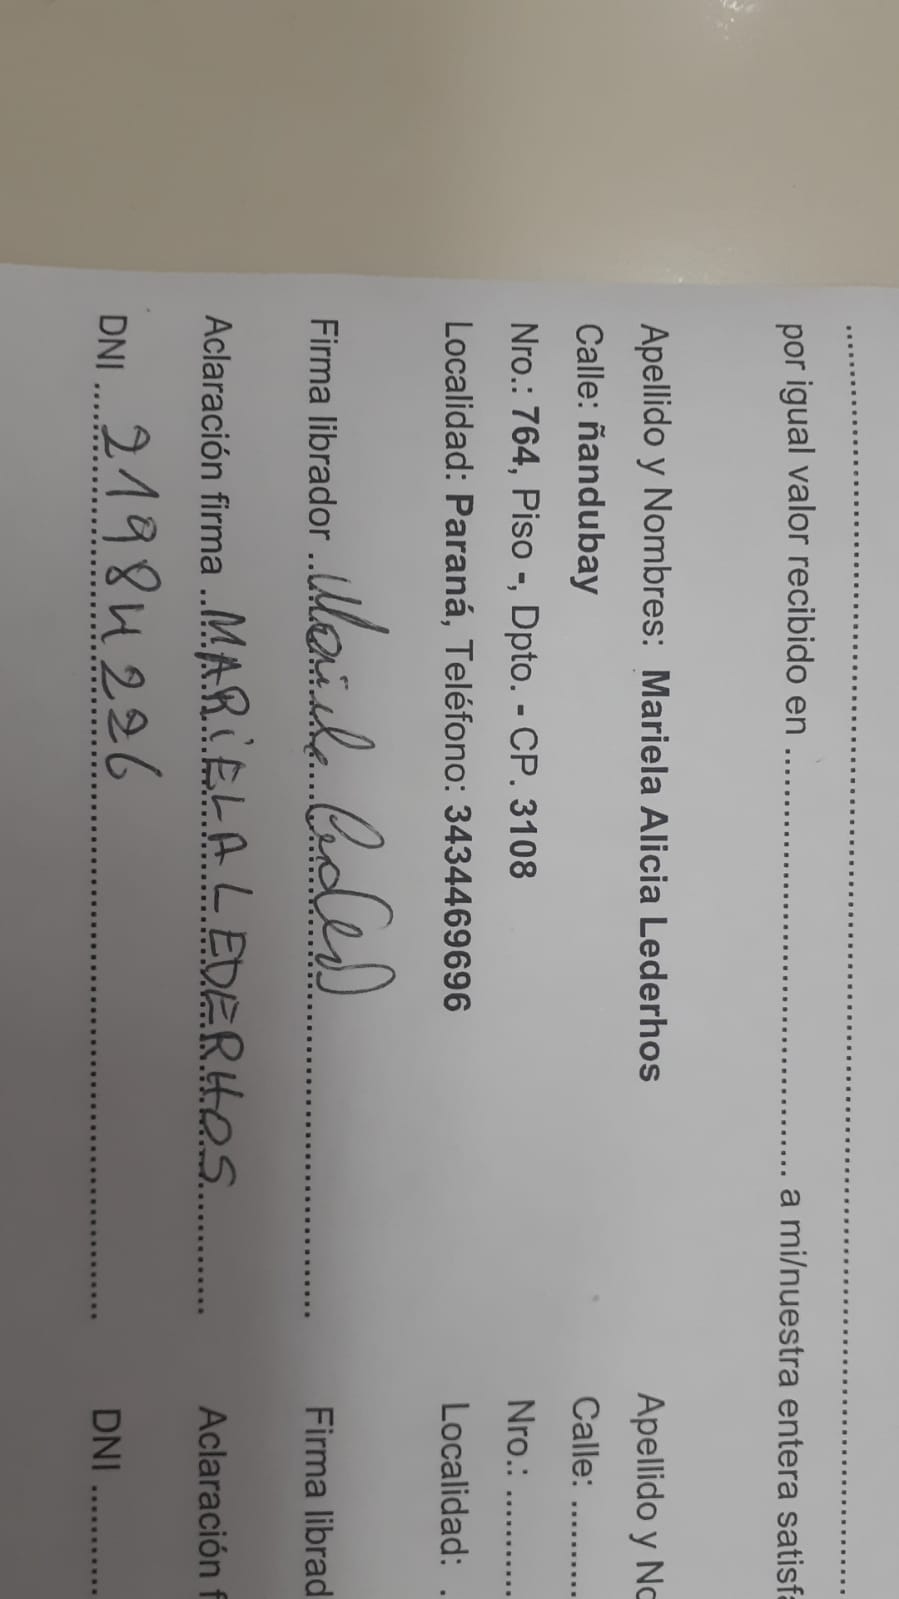 ....................................................
por igual valor recibido en ........................................ a mi/nuestra entera satisf
Apellido y Nombres: Mariela Alicia Lederhos
Apellido y No
Calle: ñandubay
Calle: ........
Nro.: 764, Piso -, Dpto. - CP. 3108
Nro.: ..........
Localidad: Paraná, Teléfono: 3434469696
Localidad: .
Firma librador ........................................
Firma librad
Aclaración firma ..MARIELA LEDERHOS..........
Aclaración f
DNI ....21984226........................................
DNI .........